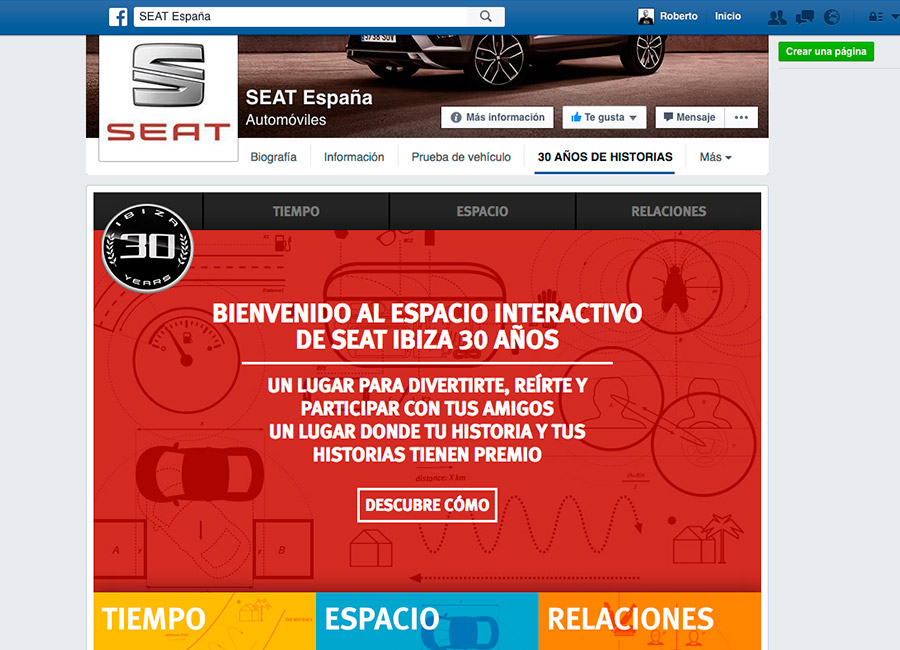 SEAT España
Roberto
Inicio
Crear una página
SEAT
SEAT España
Automóviles
Más información
Te gusta
Mensaje
Biografía
Información
Prueba de vehículo
30 AÑOS DE HISTORIAS
Más
IBIZA
30
YEARS
TIEMPO
ESPACIO
RELACIONES
BIENVENIDO AL ESPACIO INTERACTIVO
DE SEAT IBIZA 30 AÑOS
UN LUGAR PARA DIVERTIRTE, REÍRTE Y
PARTICIPAR CON TUS AMIGOS
UN LUGAR DONDE TU HISTORIA Y TUS
HISTORIAS TIENEN PREMIO
distance: X km
DESCUBRE CÓMO
A
B
TIEMPO
ESPACIO
RELACIONES